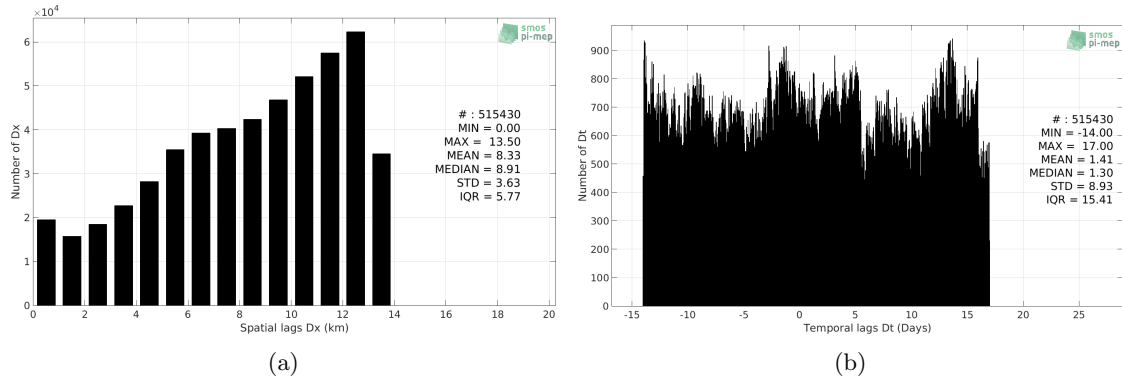 ×10⁴
6
5
4
3
2
1
0
Number of Dx
0 2 4 6 8 10 12 14 16 18 20
Spatial lags Dx (km)
smos
pi-mep
# : 515430
MIN = 0.00
MAX = 13.50
MEAN = 8.33
MEDIAN = 8.91
STD = 3.63
IQR = 5.77
(a)
900
800
700
600
500
400
300
200
100
0
Number of Dt
-15 -10 -5 0 5 10 15 20 25
Temporal lags Dt (Days)
smos
pi-mep
# : 515430
MIN = -14.00
MAX = 17.00
MEAN = 1.41
MEDIAN = 1.30
STD = 8.93
IQR = 15.41
(b)